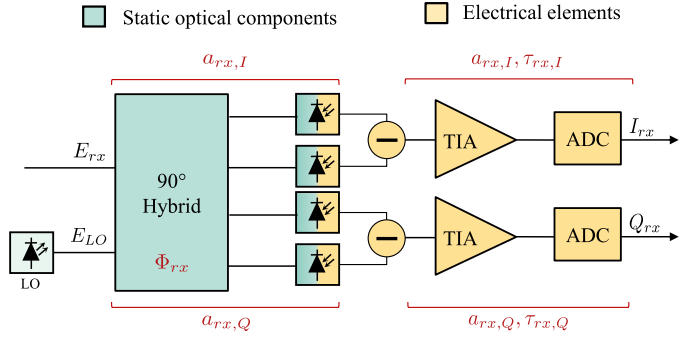 Static optical components
Electrical elements
a_{rx,I}
a_{rx,I}, τ_{rx,I}
E_{rx}
90°
Hybrid
Φ_{rx}
E_{LO}
LO
TIA
ADC
I_{rx}
TIA
ADC
Q_{rx}
a_{rx,Q}
a_{rx,Q}, τ_{rx,Q}